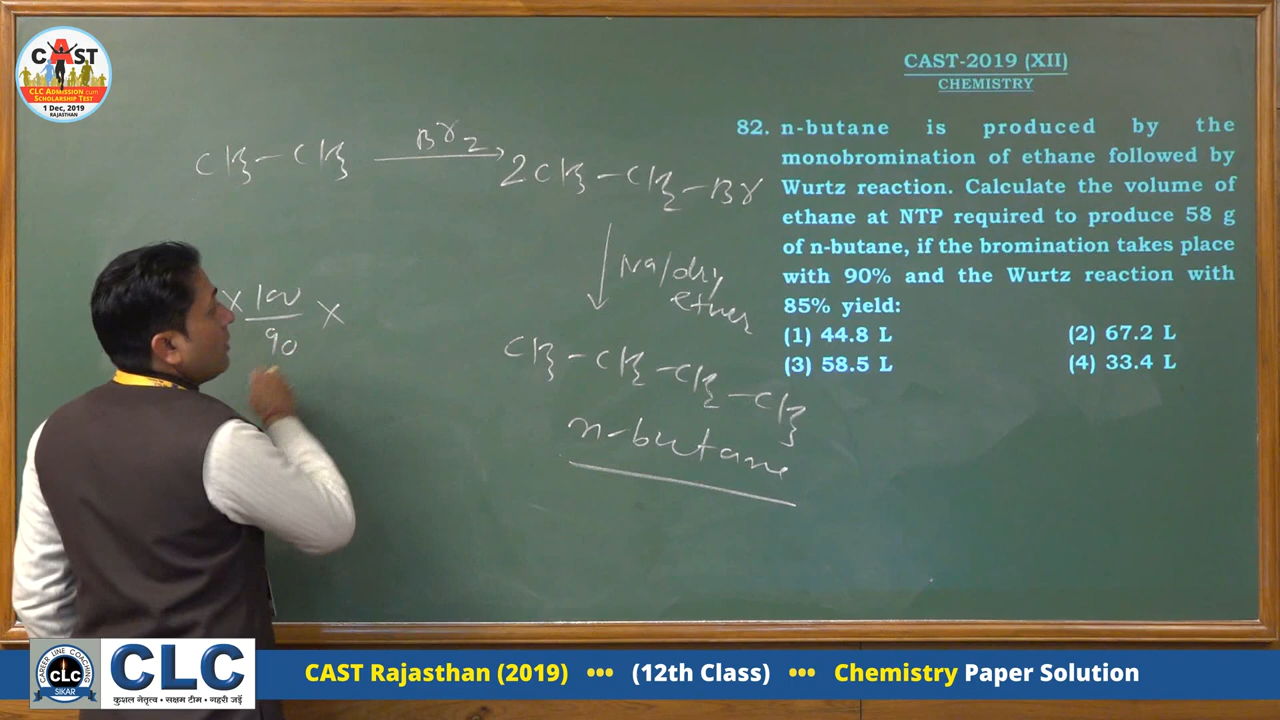 CAST
CLC ADMISSION cum
SCHOLARSHIP TEST
1 Dec, 2019
RAJASTHAN
CAST-2019 (XII)
CHEMISTRY
82. n-butane is produced by the
monobromination of ethane followed by
Wurtz reaction. Calculate the volume of
ethane at NTP required to produce 58 g
of n-butane, if the bromination takes place
with 90% and the Wurtz reaction with
85% yield:
(1) 44.8 L (2) 67.2 L
(3) 58.5 L (4) 33.4 L
CH3-CH3 Br2 2CH3-CH2-Br
Na/dry
ether
× 100 ×
90
CH3-CH2-CH2-CH3
n-butane
CAREER LINE COACHING
CLC
SIKAR
CLC
कुशल नेतृत्व • सक्षम टीम • गहरी जड़ें
CAST Rajasthan (2019) ••• (12th Class) ••• Chemistry Paper Solution